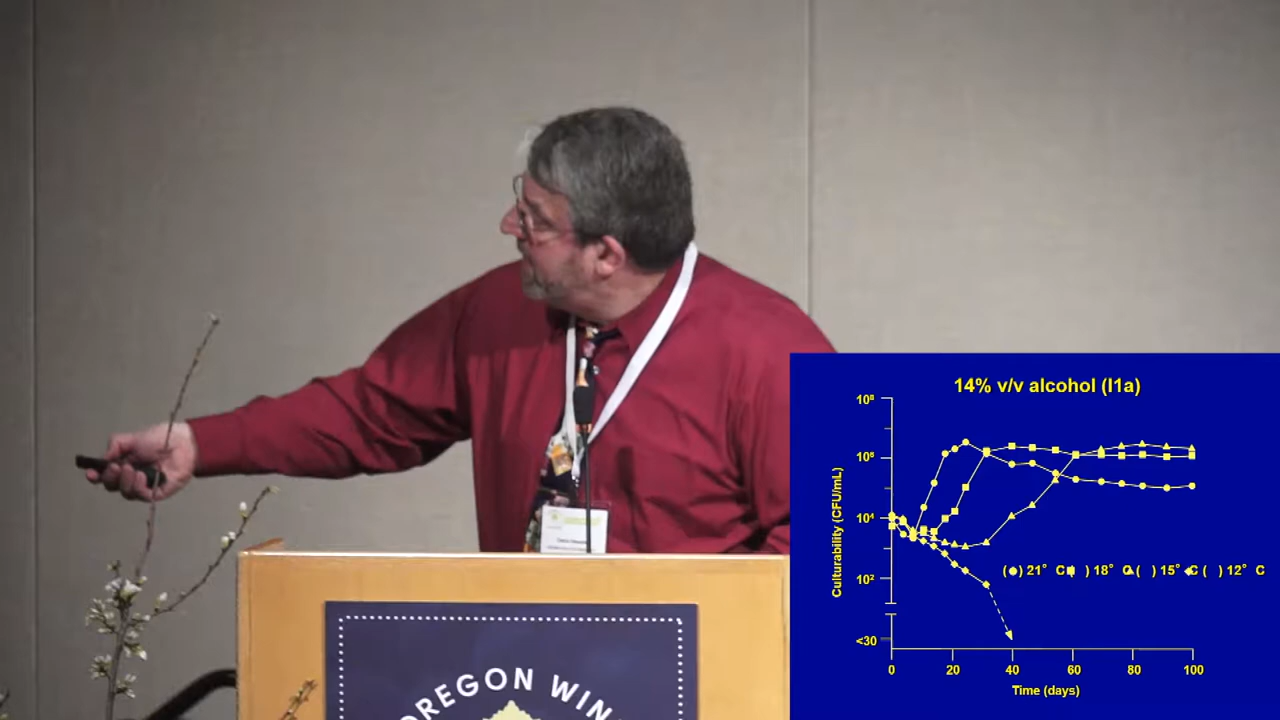 14% v/v alcohol (I1a)
10⁸
10⁶
10⁴
10²
<30
Culturability (CFU/mL)
( ) 21° C ( ) 18° C ( ) 15° C ( ) 12° C
0 20 40 60 80 100
Time (days)
OREGON WIN